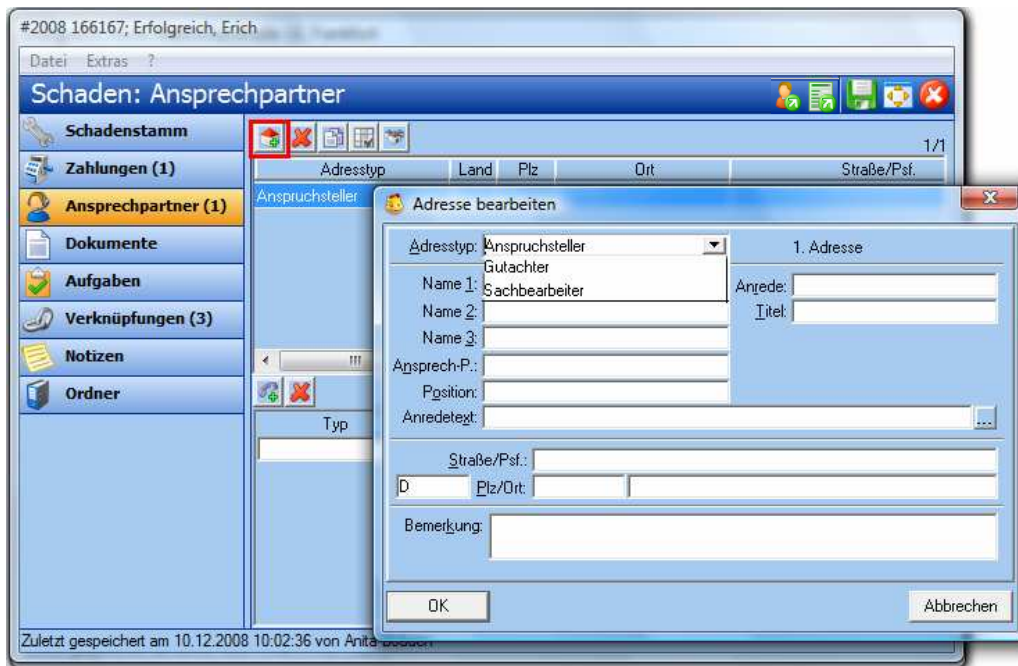 #2008 166167; Erfolgreich, Erich
Datei Extras ?
Schaden: Ansprechpartner
Schadenstamm
Zahlungen (1)
Ansprechpartner (1)
Dokumente
Aufgaben
Verknüpfungen (3)
Notizen
Ordner
1/1
Adresstyp Land Plz Ort Straße/Psf.
Anspruchsteller
Typ
Adresse bearbeiten
Adresstyp: Anspruchsteller
Gutachter
Sachbearbeiter
1. Adresse
Name 1:
Anrede:
Name 2:
Titel:
Name 3:
Ansprech-P.:
Position:
Anredetext:
...
Straße/Psf.:
D Plz/Ort:
Bemerkung:
OK Abbrechen
Zuletzt gespeichert am 10.12.2008 10:02:36 von Anita